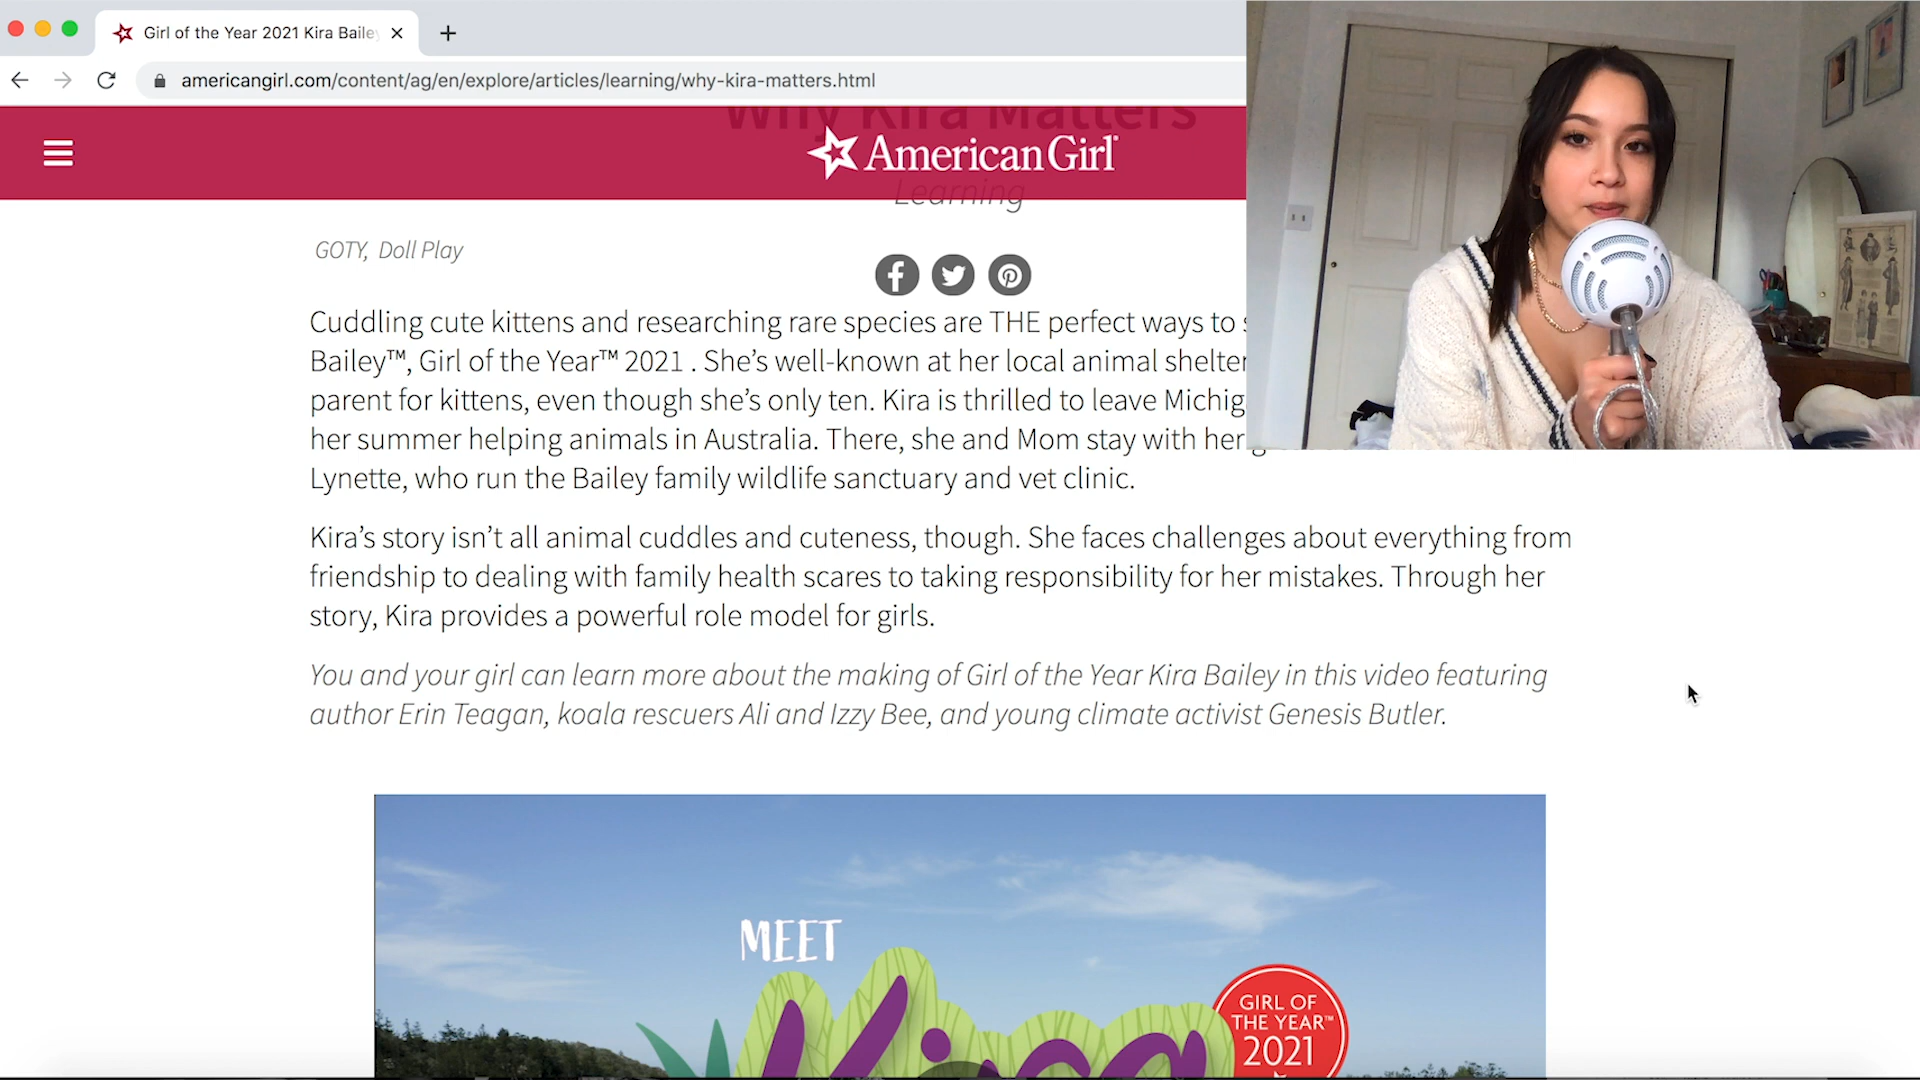 Girl of the Year 2021 Kira Baile
americangirl.com/content/ag/en/explore/articles/learning/why-kira-matters.html
Why Kira Matters
American Girl
Learning
GOTY, Doll Play
Cuddling cute kittens and researching rare species are THE perfect ways to
Bailey™, Girl of the Year™ 2021 . She’s well-known at her local animal shelter
parent for kittens, even though she’s only ten. Kira is thrilled to leave Michig
her summer helping animals in Australia. There, she and Mom stay with her
Lynette, who run the Bailey family wildlife sanctuary and vet clinic.
Kira’s story isn’t all animal cuddles and cuteness, though. She faces challenges about everything from
friendship to dealing with family health scares to taking responsibility for her mistakes. Through her
story, Kira provides a powerful role model for girls.
You and your girl can learn more about the making of Girl of the Year Kira Bailey in this video featuring
author Erin Teagan, koala rescuers Ali and Izzy Bee, and young climate activist Genesis Butler.
MEET
Kira
GIRL OF
THE YEAR™
2021